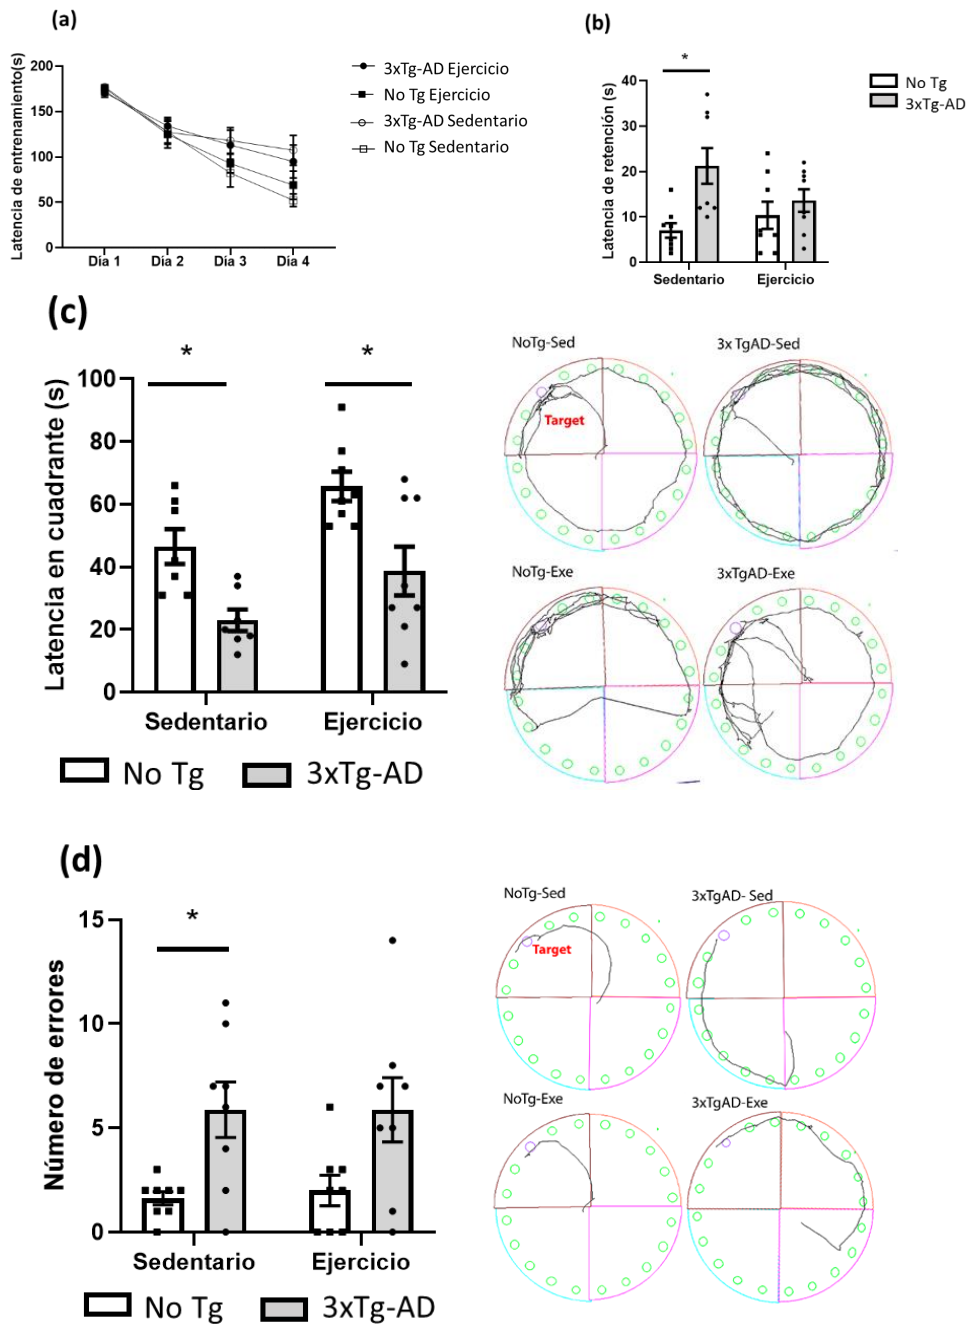 (a)
Latencia de entrenamiento(s)
200
150
100
50
0
Día 1 Día 2 Día 3 Día 4
3xTg-AD Ejercicio
No Tg Ejercicio
3xTg-AD Sedentario
No Tg Sedentario
(b)
Latencia de retención (s)
40
30
20
10
0
*
Sedentario Ejercicio
No Tg
3xTg-AD
(c)
Latencia en cuadrante (s)
100
80
60
40
20
0
* *
Sedentario Ejercicio
No Tg 3xTg-AD
NoTg-Sed
3x TgAD-Sed
Target
NoTg-Exe
3xTgAD-Exe
(d)
Número de errores
15
10
5
0
*
Sedentario Ejercicio
No Tg 3xTg-AD
NoTg-Sed
3xTgAD- Sed
Target
NoTg-Exe
3xTgAD-Exe